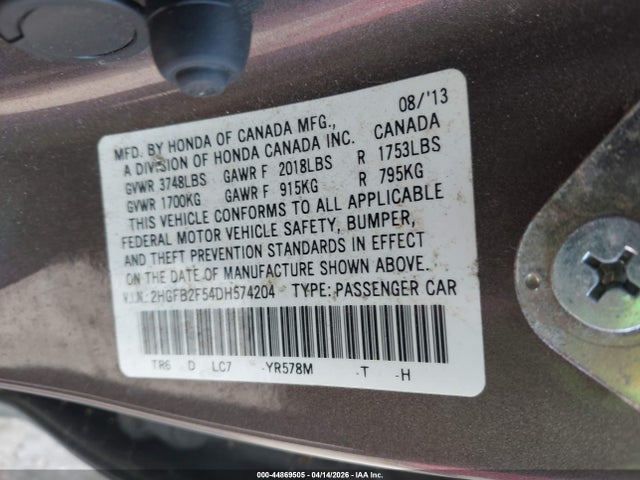 08/'13
MFD. BY HONDA OF CANADA MFG., CANADA
A DIVISION OF HONDA CANADA INC.
GVWR 3748LBS GAWR F 2018LBS R 1753LBS
GVWR 1700KG GAWR F 915KG R 795KG
THIS VEHICLE CONFORMS TO ALL APPLICABLE
FEDERAL MOTOR VEHICLE SAFETY, BUMPER,
AND THEFT PREVENTION STANDARDS IN EFFECT
ON THE DATE OF MANUFACTURE SHOWN ABOVE.
V.I.N.: 2HGFB2F54DH574204 TYPE: PASSENGER CAR
TR6 D LC7 -YR578M -T -H
000-44869505 - 04/14/2026 - IAA Inc.